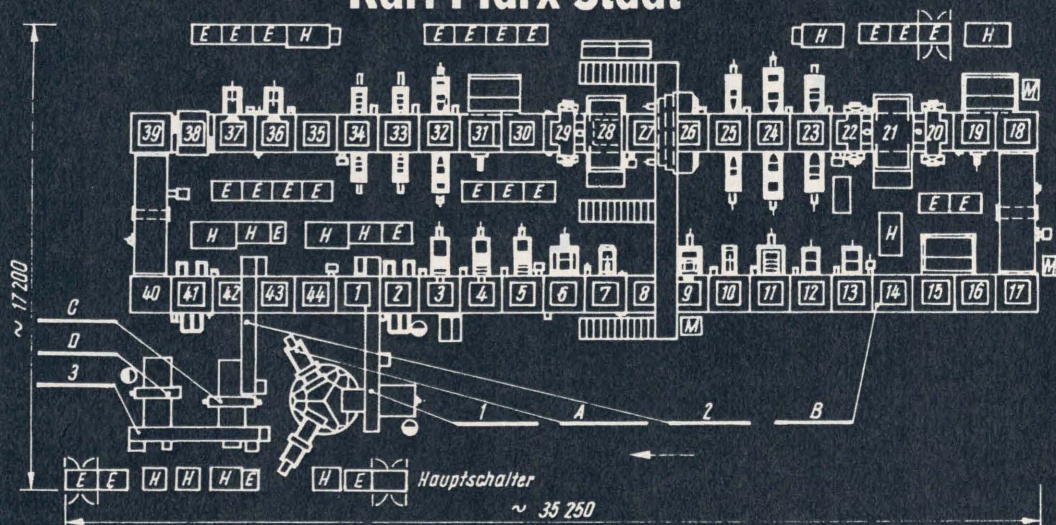 Karl-Marx-Stadt
E E E H E E E E H E E E H
M
39 38 37 36 35 34 33 32 31 30 29 28 27 26 25 24 23 22 21 20 19 18
E E E E E E E E E
H H E H H E H
M
40 41 42 43 44 1 2 3 4 5 6 7 8 9 10 11 12 13 14 15 16 17
M
~ 17 200
C
D
3
1 A 2 B
E E H H H E H E Hauptschalter
~ 35 250